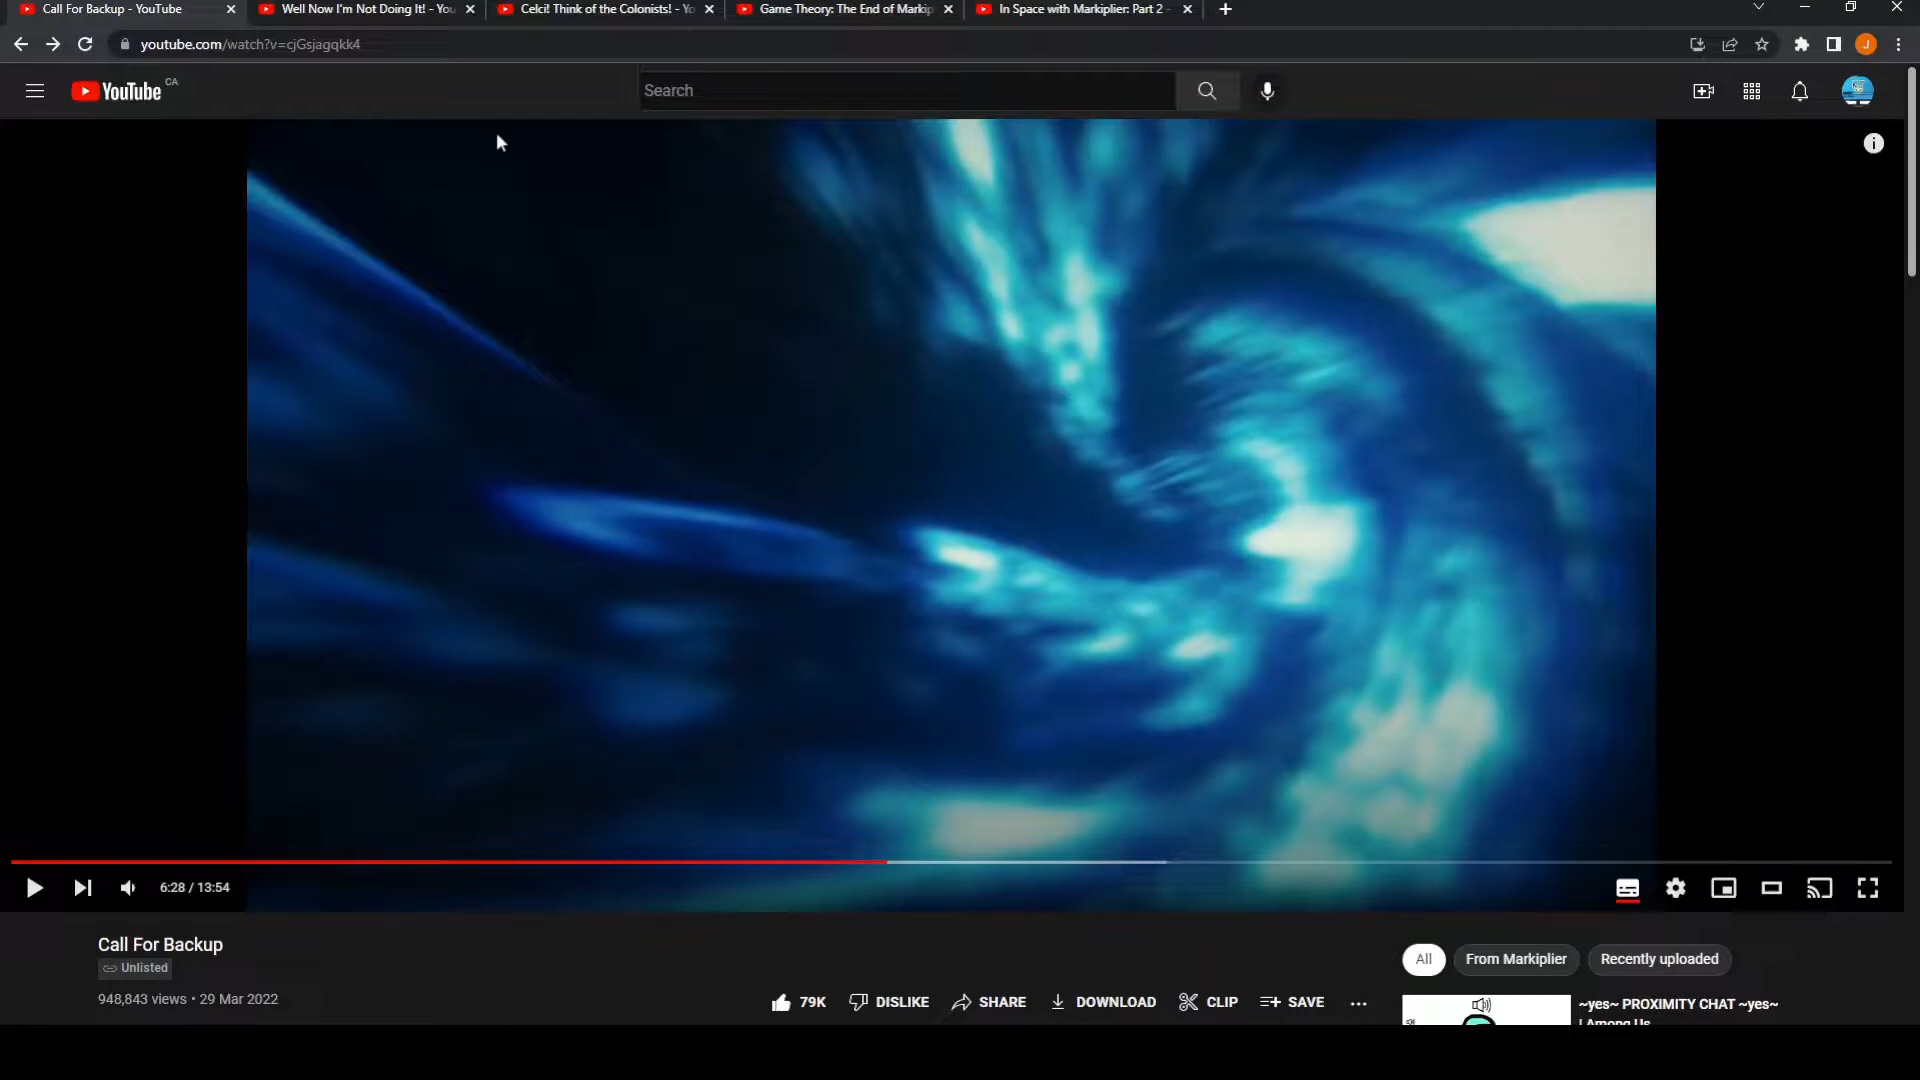 Call For Backup - YouTube
Well Now I'm Not Doing It! - You
Celci! Think of the Colonists! - Yo
Game Theory: The End of Markip
In Space with Markiplier: Part 2 -
youtube.com/watch?v=cjGsjagqkk4
J
YouTube CA
Search
6:28 / 13:54
Call For Backup
Unlisted
948,843 views • 29 Mar 2022
79K
DISLIKE
SHARE
DOWNLOAD
CLIP
SAVE
All
From Markiplier
Recently uploaded
~yes~ PROXIMITY CHAT ~yes~
| Among Us